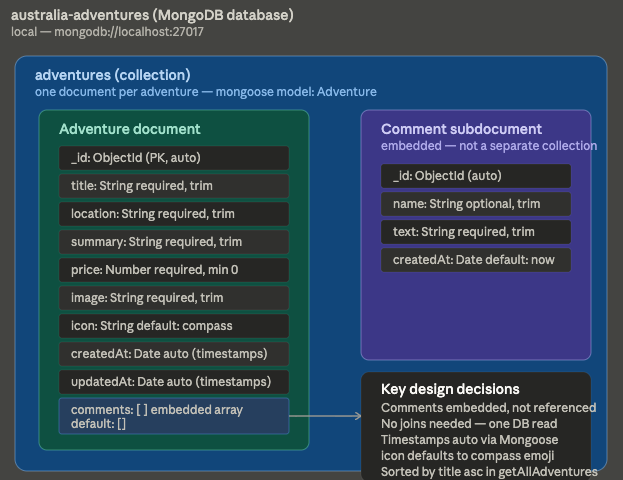 australia-adventures (MongoDB database)
local — mongodb://localhost:27017
adventures (collection)
one document per adventure — mongoose model: Adventure
Adventure document
_id: ObjectId (PK, auto)
title: String required, trim
location: String required, trim
summary: String required, trim
price: Number required, min 0
image: String required, trim
icon: String default: compass
createdAt: Date auto (timestamps)
updatedAt: Date auto (timestamps)
comments: [ ] embedded array
default: []
Comment subdocument
embedded — not a separate collection
_id: ObjectId (auto)
name: String optional, trim
text: String required, trim
createdAt: Date default: now
Key design decisions
Comments embedded, not referenced
No joins needed — one DB read
Timestamps auto via Mongoose
icon defaults to compass emoji
Sorted by title asc in getAllAdventures